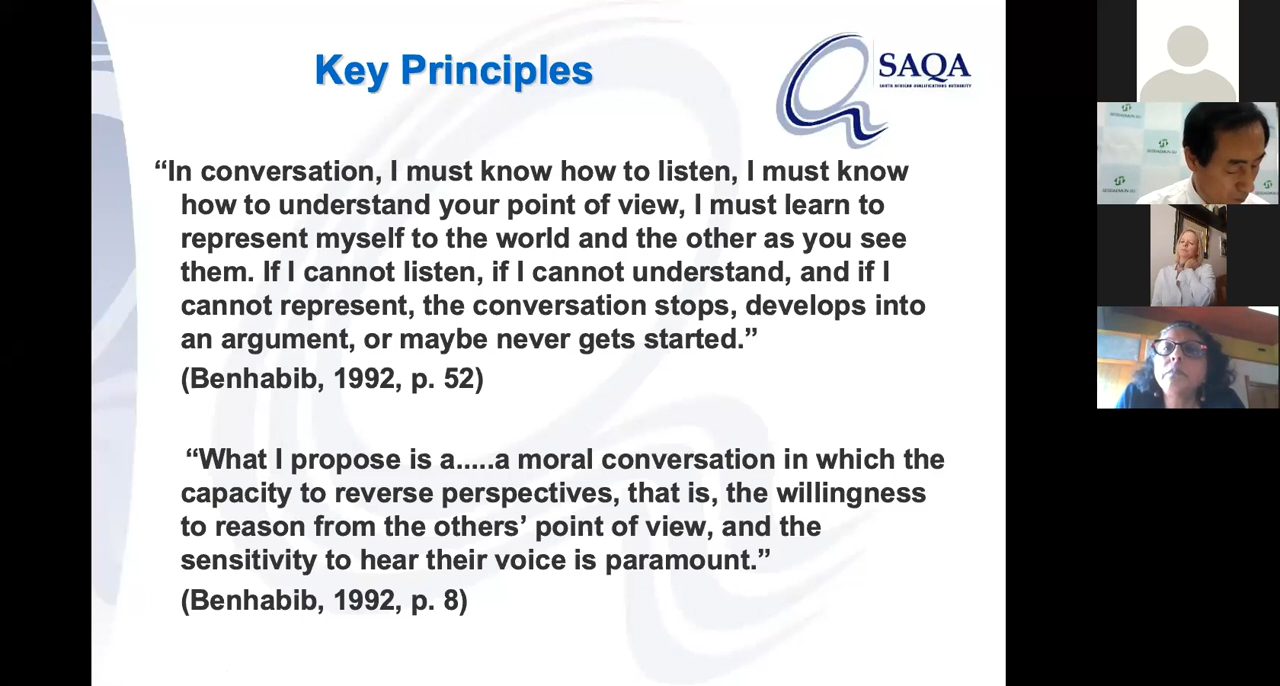 Key Principles
SAQA
SOUTH AFRICAN QUALIFICATIONS AUTHORITY
“In conversation, I must know how to listen, I must know
how to understand your point of view, I must learn to
represent myself to the world and the other as you see
them. If I cannot listen, if I cannot understand, and if I
cannot represent, the conversation stops, develops into
an argument, or maybe never gets started.”
(Benhabib, 1992, p. 52)
“What I propose is a.....a moral conversation in which the
capacity to reverse perspectives, that is, the willingness
to reason from the others’ point of view, and the
sensitivity to hear their voice is paramount.”
(Benhabib, 1992, p. 8)